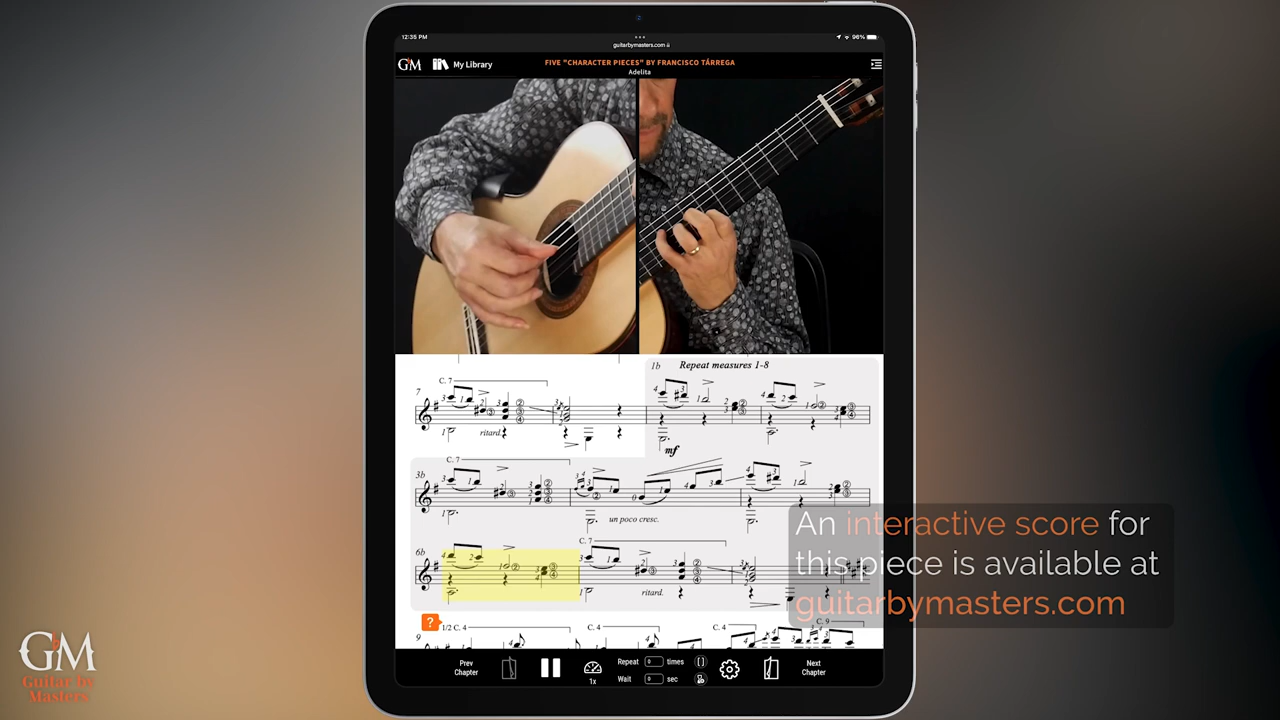 12:35 PM
guitarbymasters.com
96%
GM
My Library
FIVE "CHARACTER PIECES" BY FRANCISCO TÁRREGA
Adelita
1b Repeat measures 1-8
C. 7
7
ritard.
mf
C. 7
3b
un poco cresc.
C. 7
6b
ritard.
?
1/2 C. 4
C. 4
C. 4
C. 9
9
An interactive score for
this piece is available at
guitarbymasters.com
Prev
Chapter
1x
Repeat 0 times
Wait 0 sec
Next
Chapter
GM
Guitar by
Masters